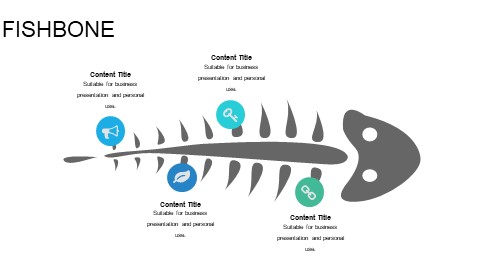 FISHBONE
Content Title
Suitable for business
presentation and personal
uses.
Content Title
Suitable for business
presentation and personal
uses.
Content Title
Suitable for business
presentation and personal
uses.
Content Title
Suitable for business
presentation and personal
uses.